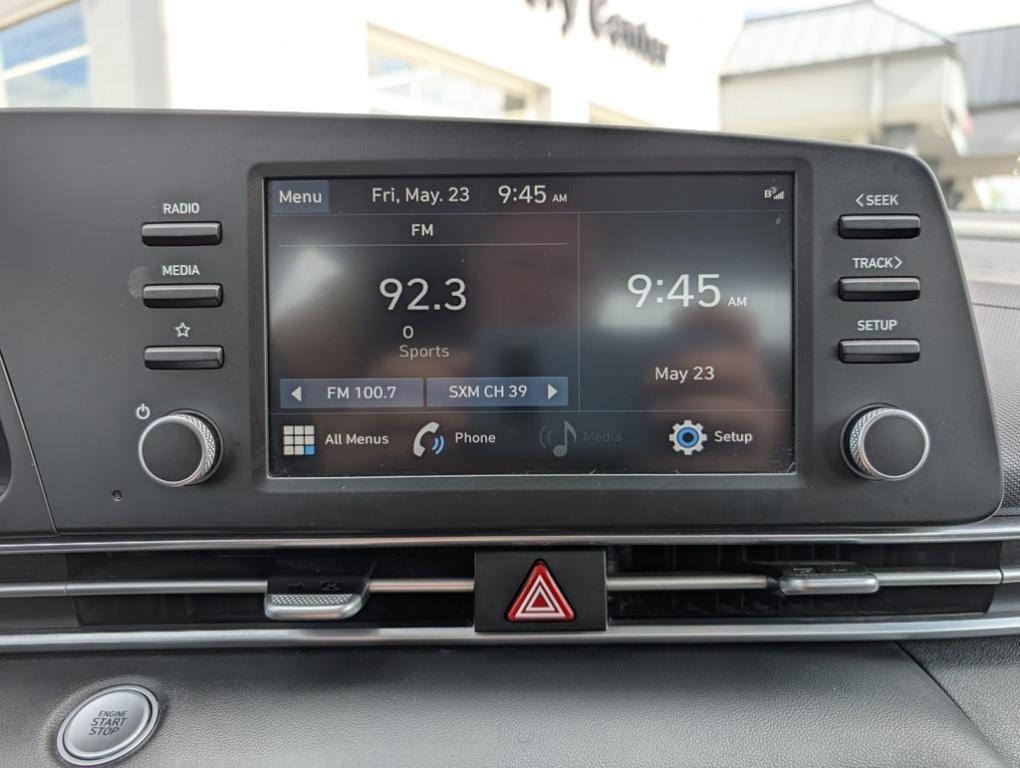 Center
RADIO
MEDIA
Menu
Fri, May. 23
9:45 AM
B
FM
92.3
0
Sports
FM 100.7
SXM CH 39
9:45 AM
May 23
All Menus
Phone
Media
Setup
<SEEK
TRACK>
SETUP
ENGINE
START
STOP